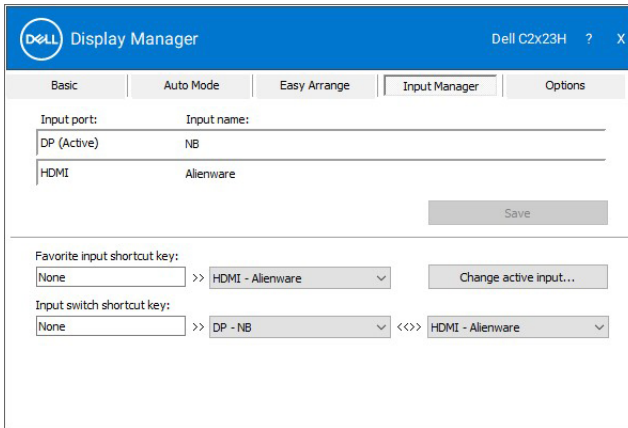 DELL Display Manager Dell C2x23H ? X
Basic Auto Mode Easy Arrange Input Manager Options
Input port: Input name:
DP (Active) NB
HDMI Alienware
Save
Favorite input shortcut key:
None >> HDMI - Alienware Change active input...
Input switch shortcut key:
None >> DP - NB <<>> HDMI - Alienware